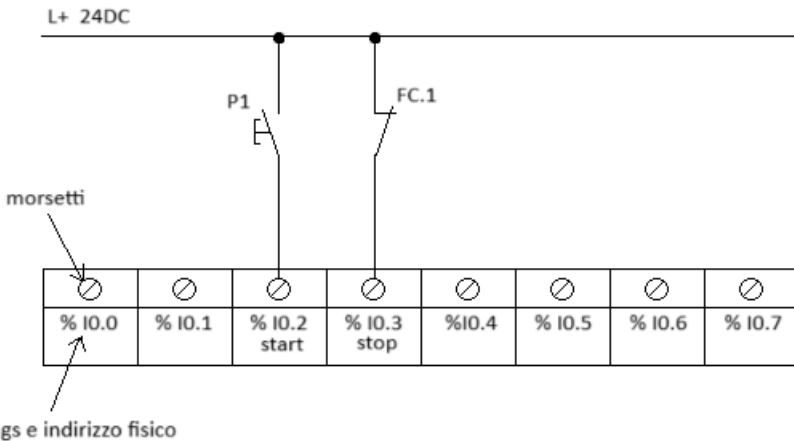 L+ 24DC
P1
FC.1
morsetti
% I0.0
% I0.1
% I0.2
start
% I0.3
stop
%I0.4
% I0.5
% I0.6
% I0.7
gs e indirizzo fisico